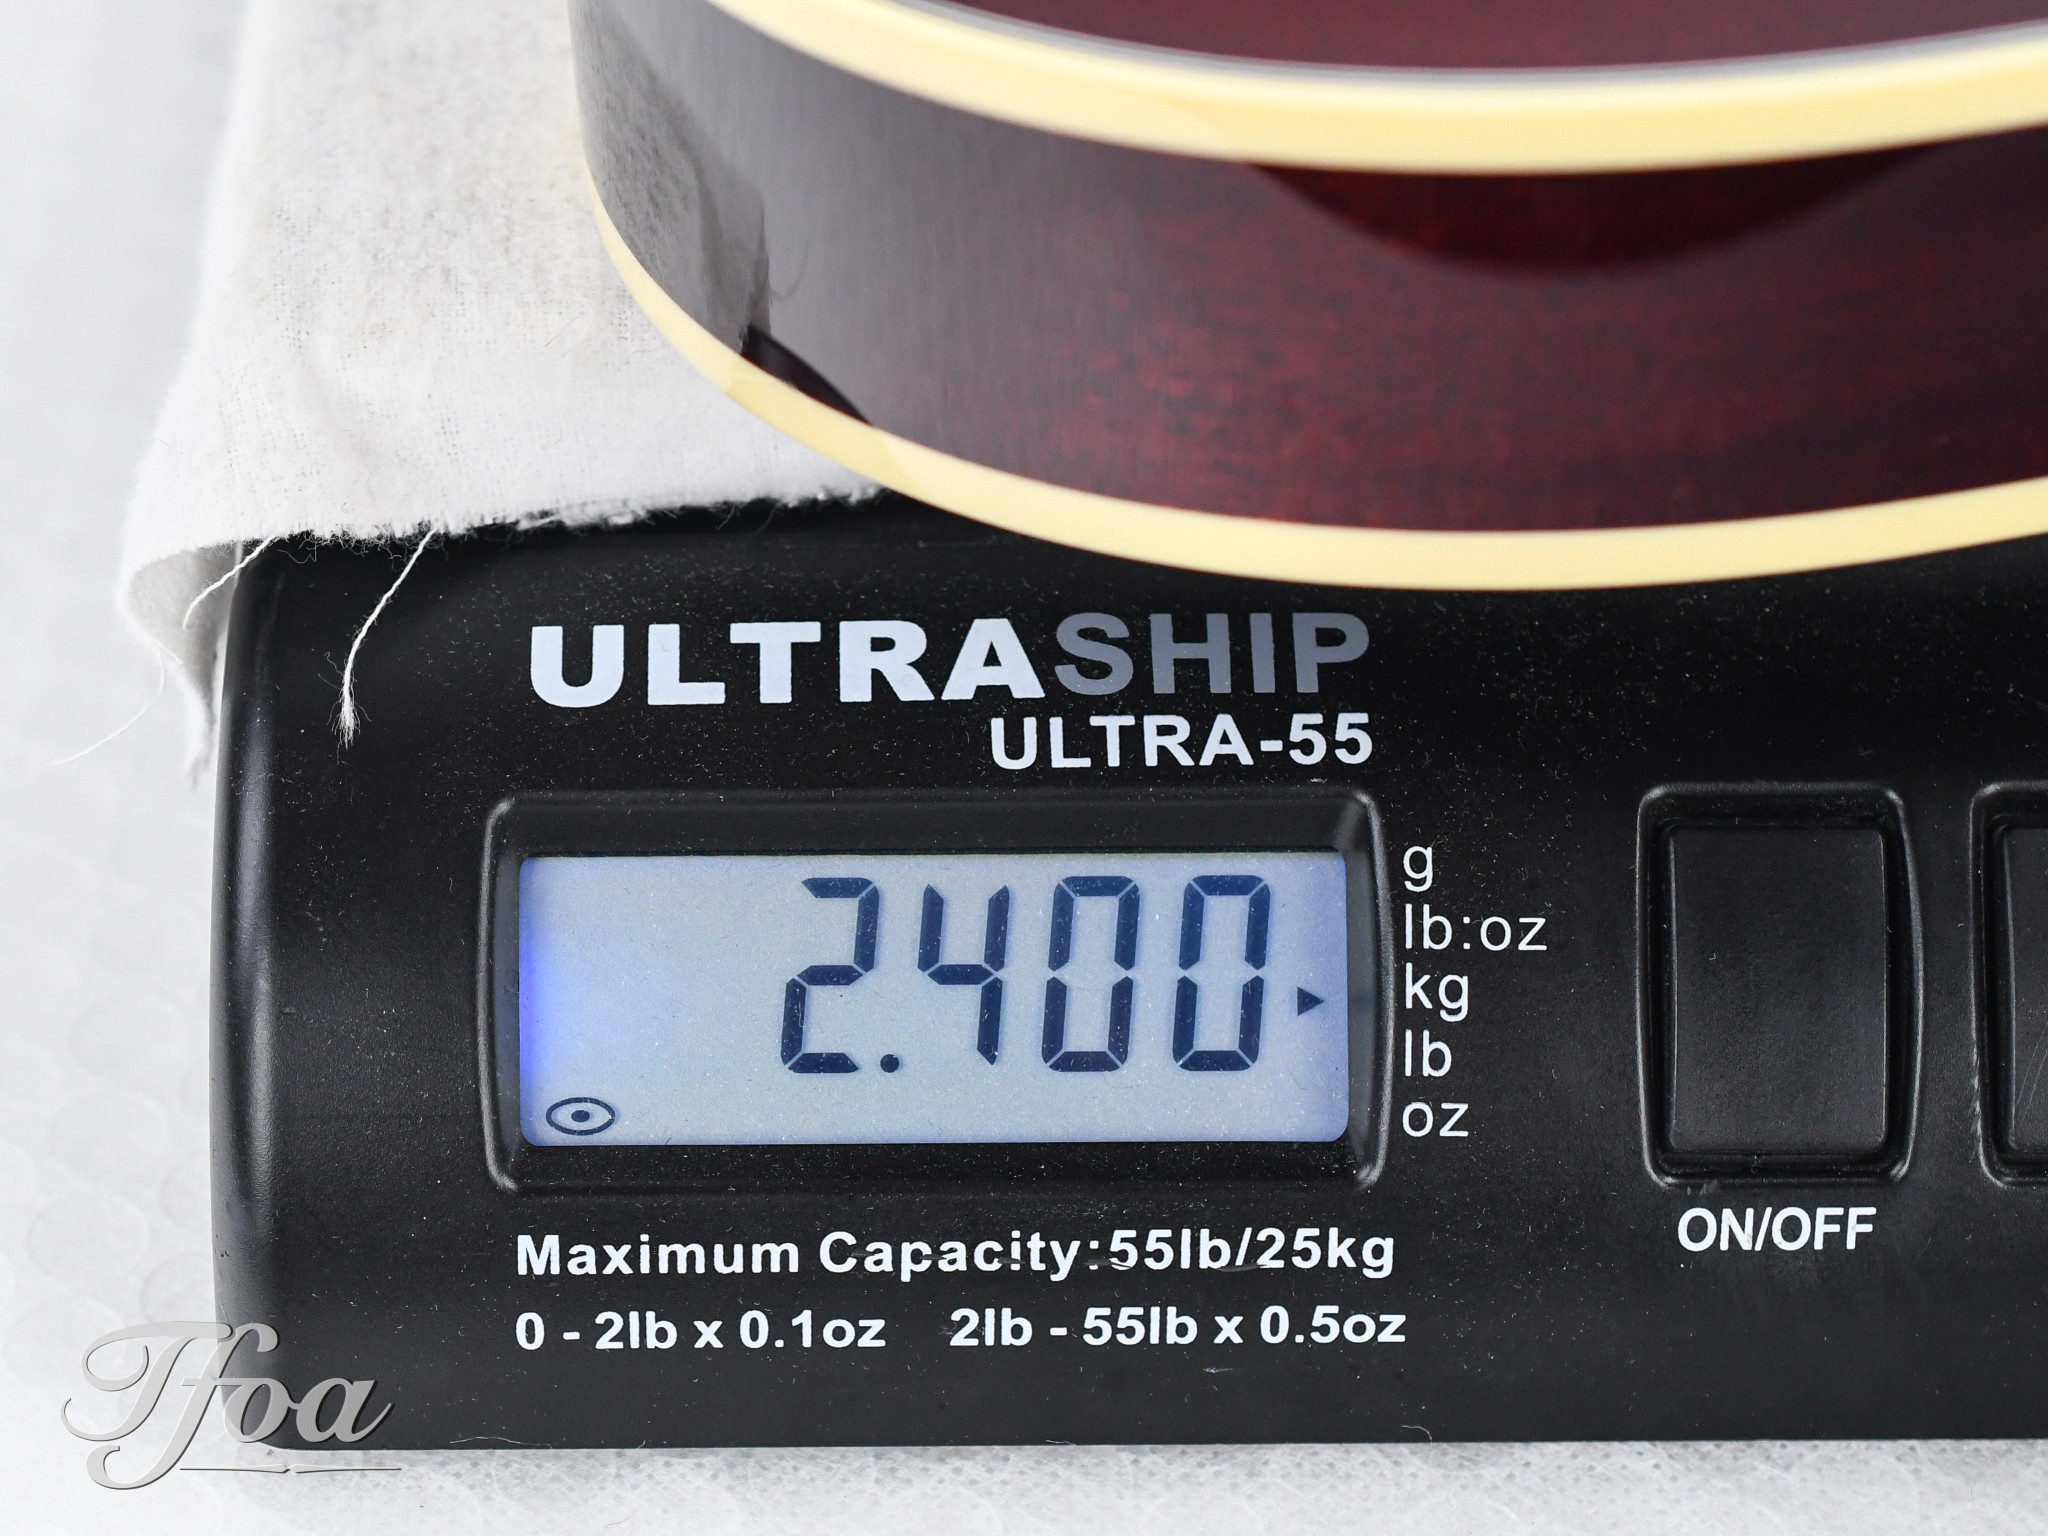 ULTRASHIP
ULTRA-55
2.400
g
lb:oz
kg
lb
oz
ON/OFF
Maximum Capacity:55lb/25kg
0 - 2lb x 0.1oz 2lb - 55lb x 0.5oz
Tfoa